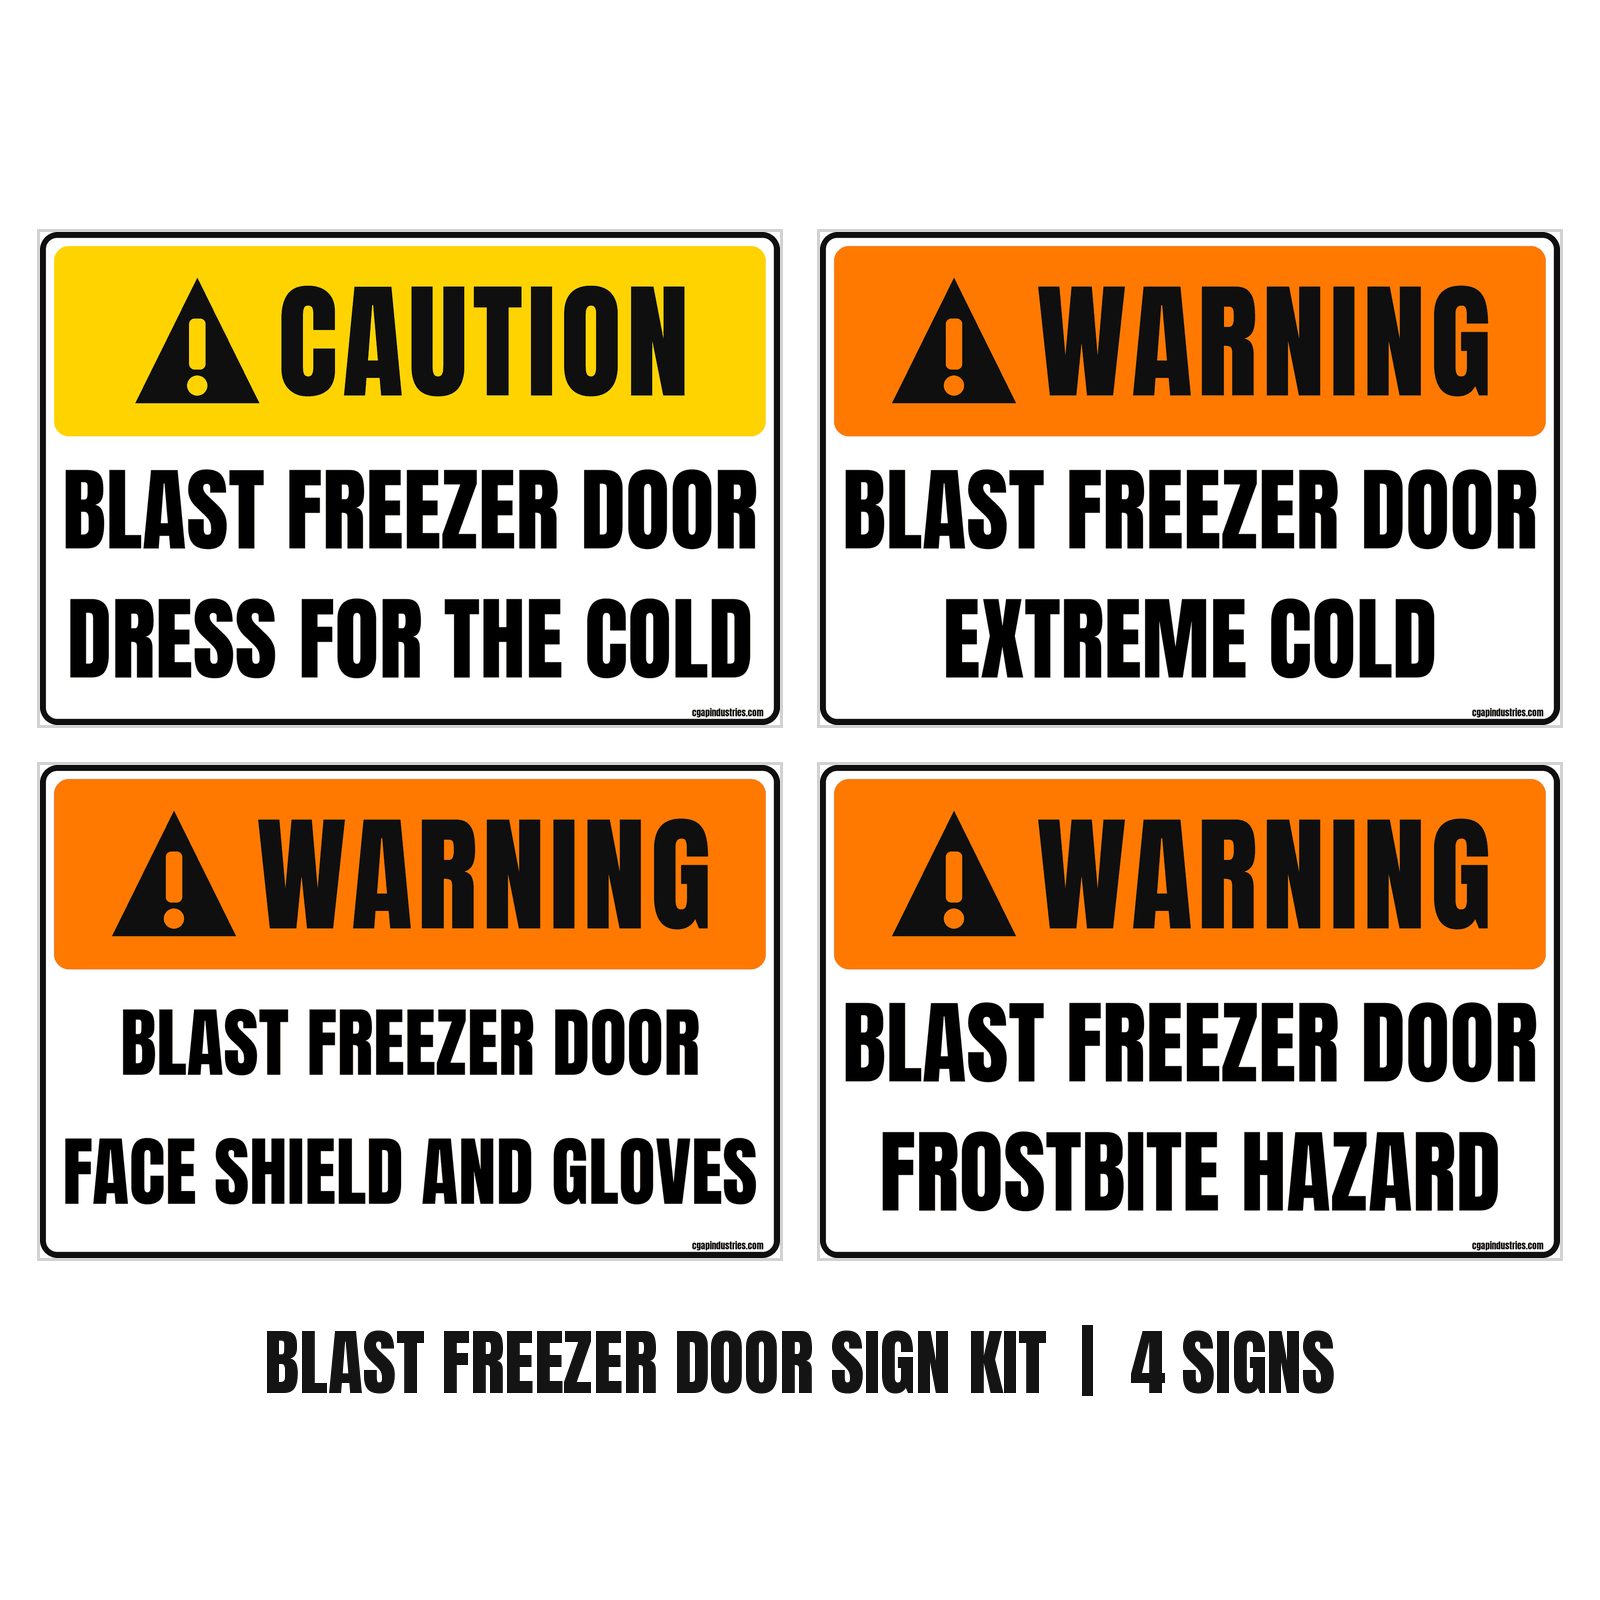 CAUTION
BLAST FREEZER DOOR
DRESS FOR THE COLD
cgapindustries.com
WARNING
BLAST FREEZER DOOR
EXTREME COLD
cgapindustries.com
WARNING
BLAST FREEZER DOOR
FACE SHIELD AND GLOVES
cgapindustries.com
WARNING
BLAST FREEZER DOOR
FROSTBITE HAZARD
cgapindustries.com
BLAST FREEZER DOOR SIGN KIT | 4 SIGNS